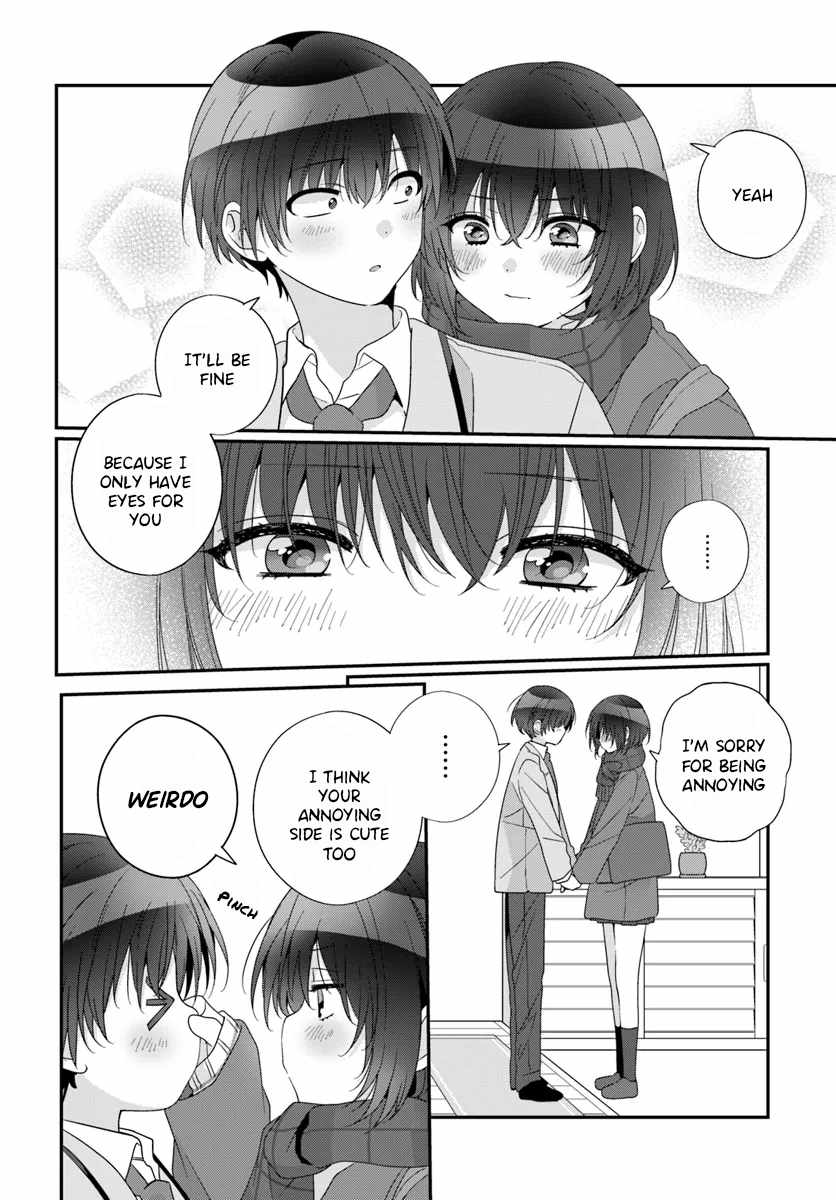 YEAH
IT'LL BE
FINE
BECAUSE I
ONLY HAVE
EYES FOR
YOU
......
I'M SORRY
FOR BEING
ANNOYING
......
I THINK
YOUR
ANNOYING
SIDE IS CUTE
TOO
WEIRDO
PINCH